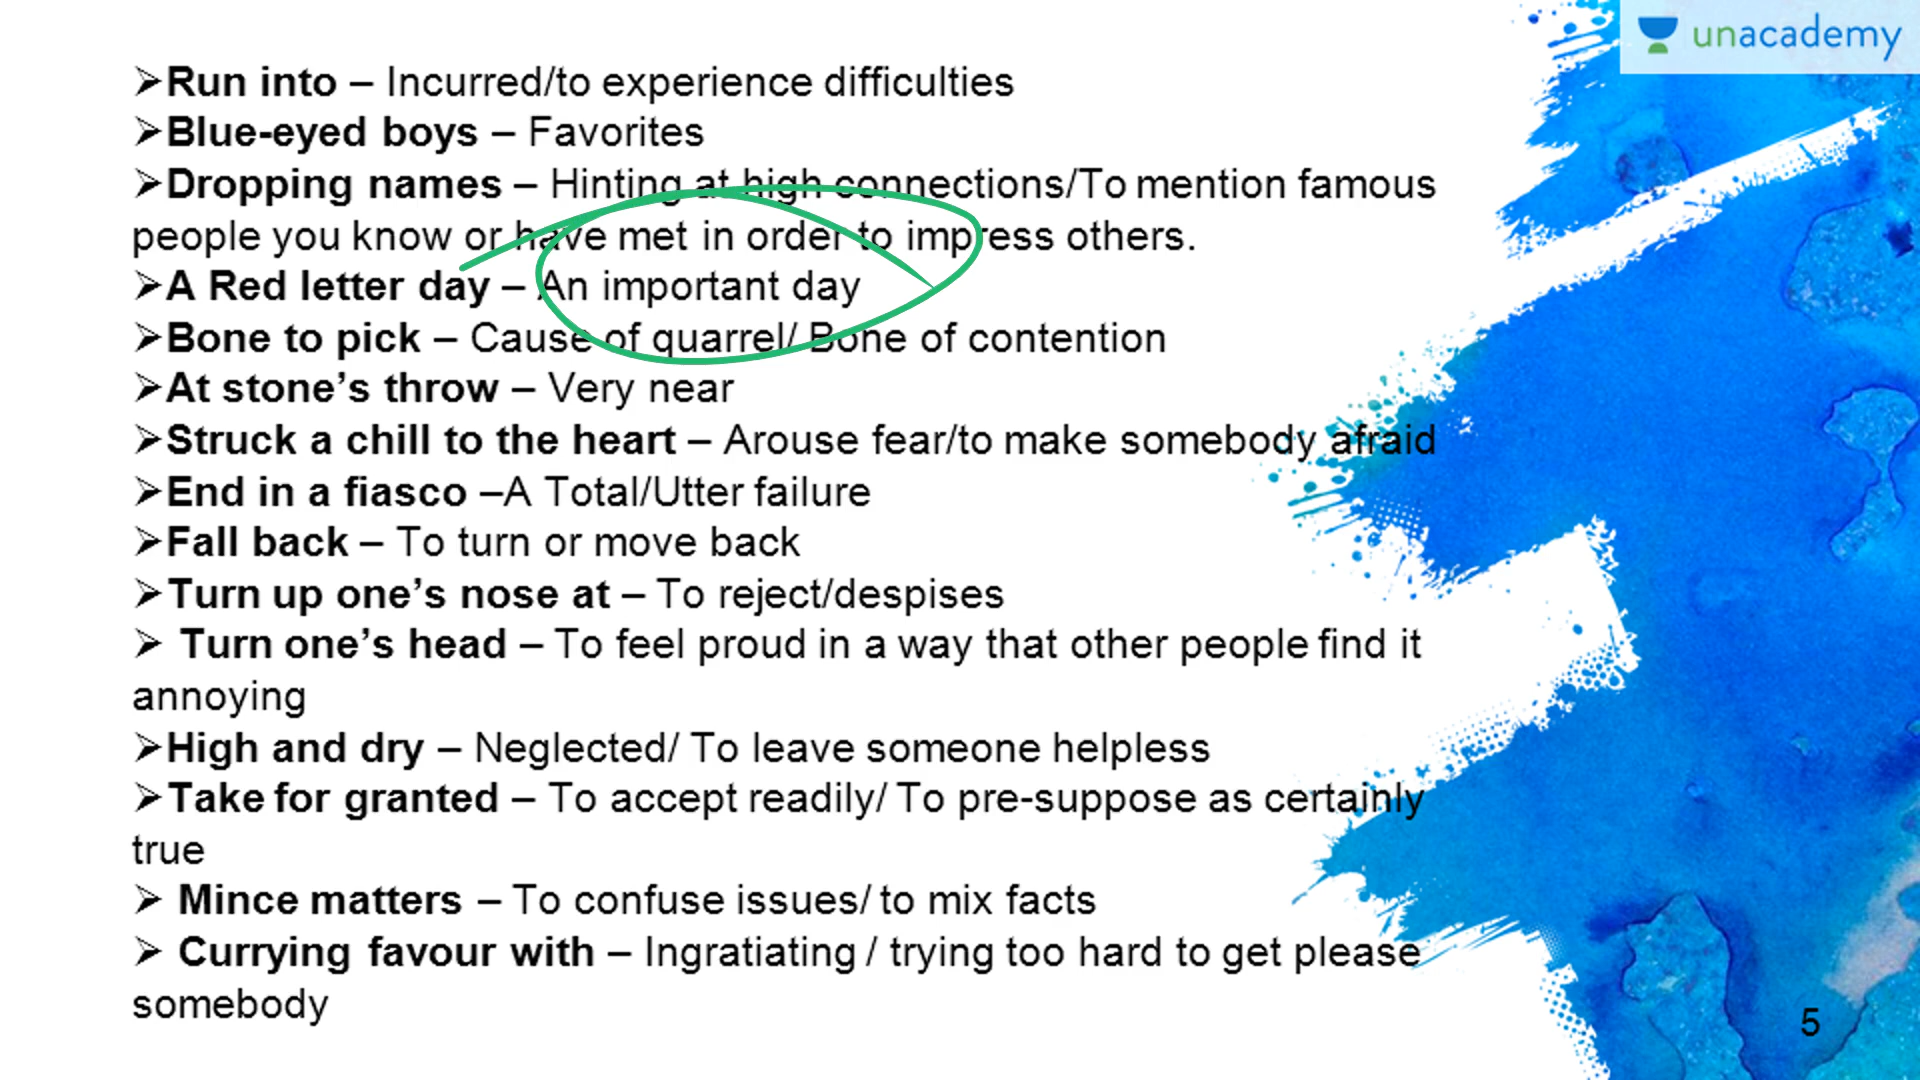 unacademy
➢Run into – Incurred/to experience difficulties
➢Blue-eyed boys – Favorites
➢Dropping names – Hinting at high connections/To mention famous
people you know or have met in order to impress others.
➢A Red letter day – An important day
➢Bone to pick – Cause of quarrel/ Bone of contention
➢At stone’s throw – Very near
➢Struck a chill to the heart – Arouse fear/to make somebody afraid
➢End in a fiasco –A Total/Utter failure
➢Fall back – To turn or move back
➢Turn up one’s nose at – To reject/despises
➢ Turn one’s head – To feel proud in a way that other people find it
annoying
➢High and dry – Neglected/ To leave someone helpless
➢Take for granted – To accept readily/ To pre-suppose as certainly
true
➢ Mince matters – To confuse issues/ to mix facts
➢ Currying favour with – Ingratiating / trying too hard to get please
somebody
5